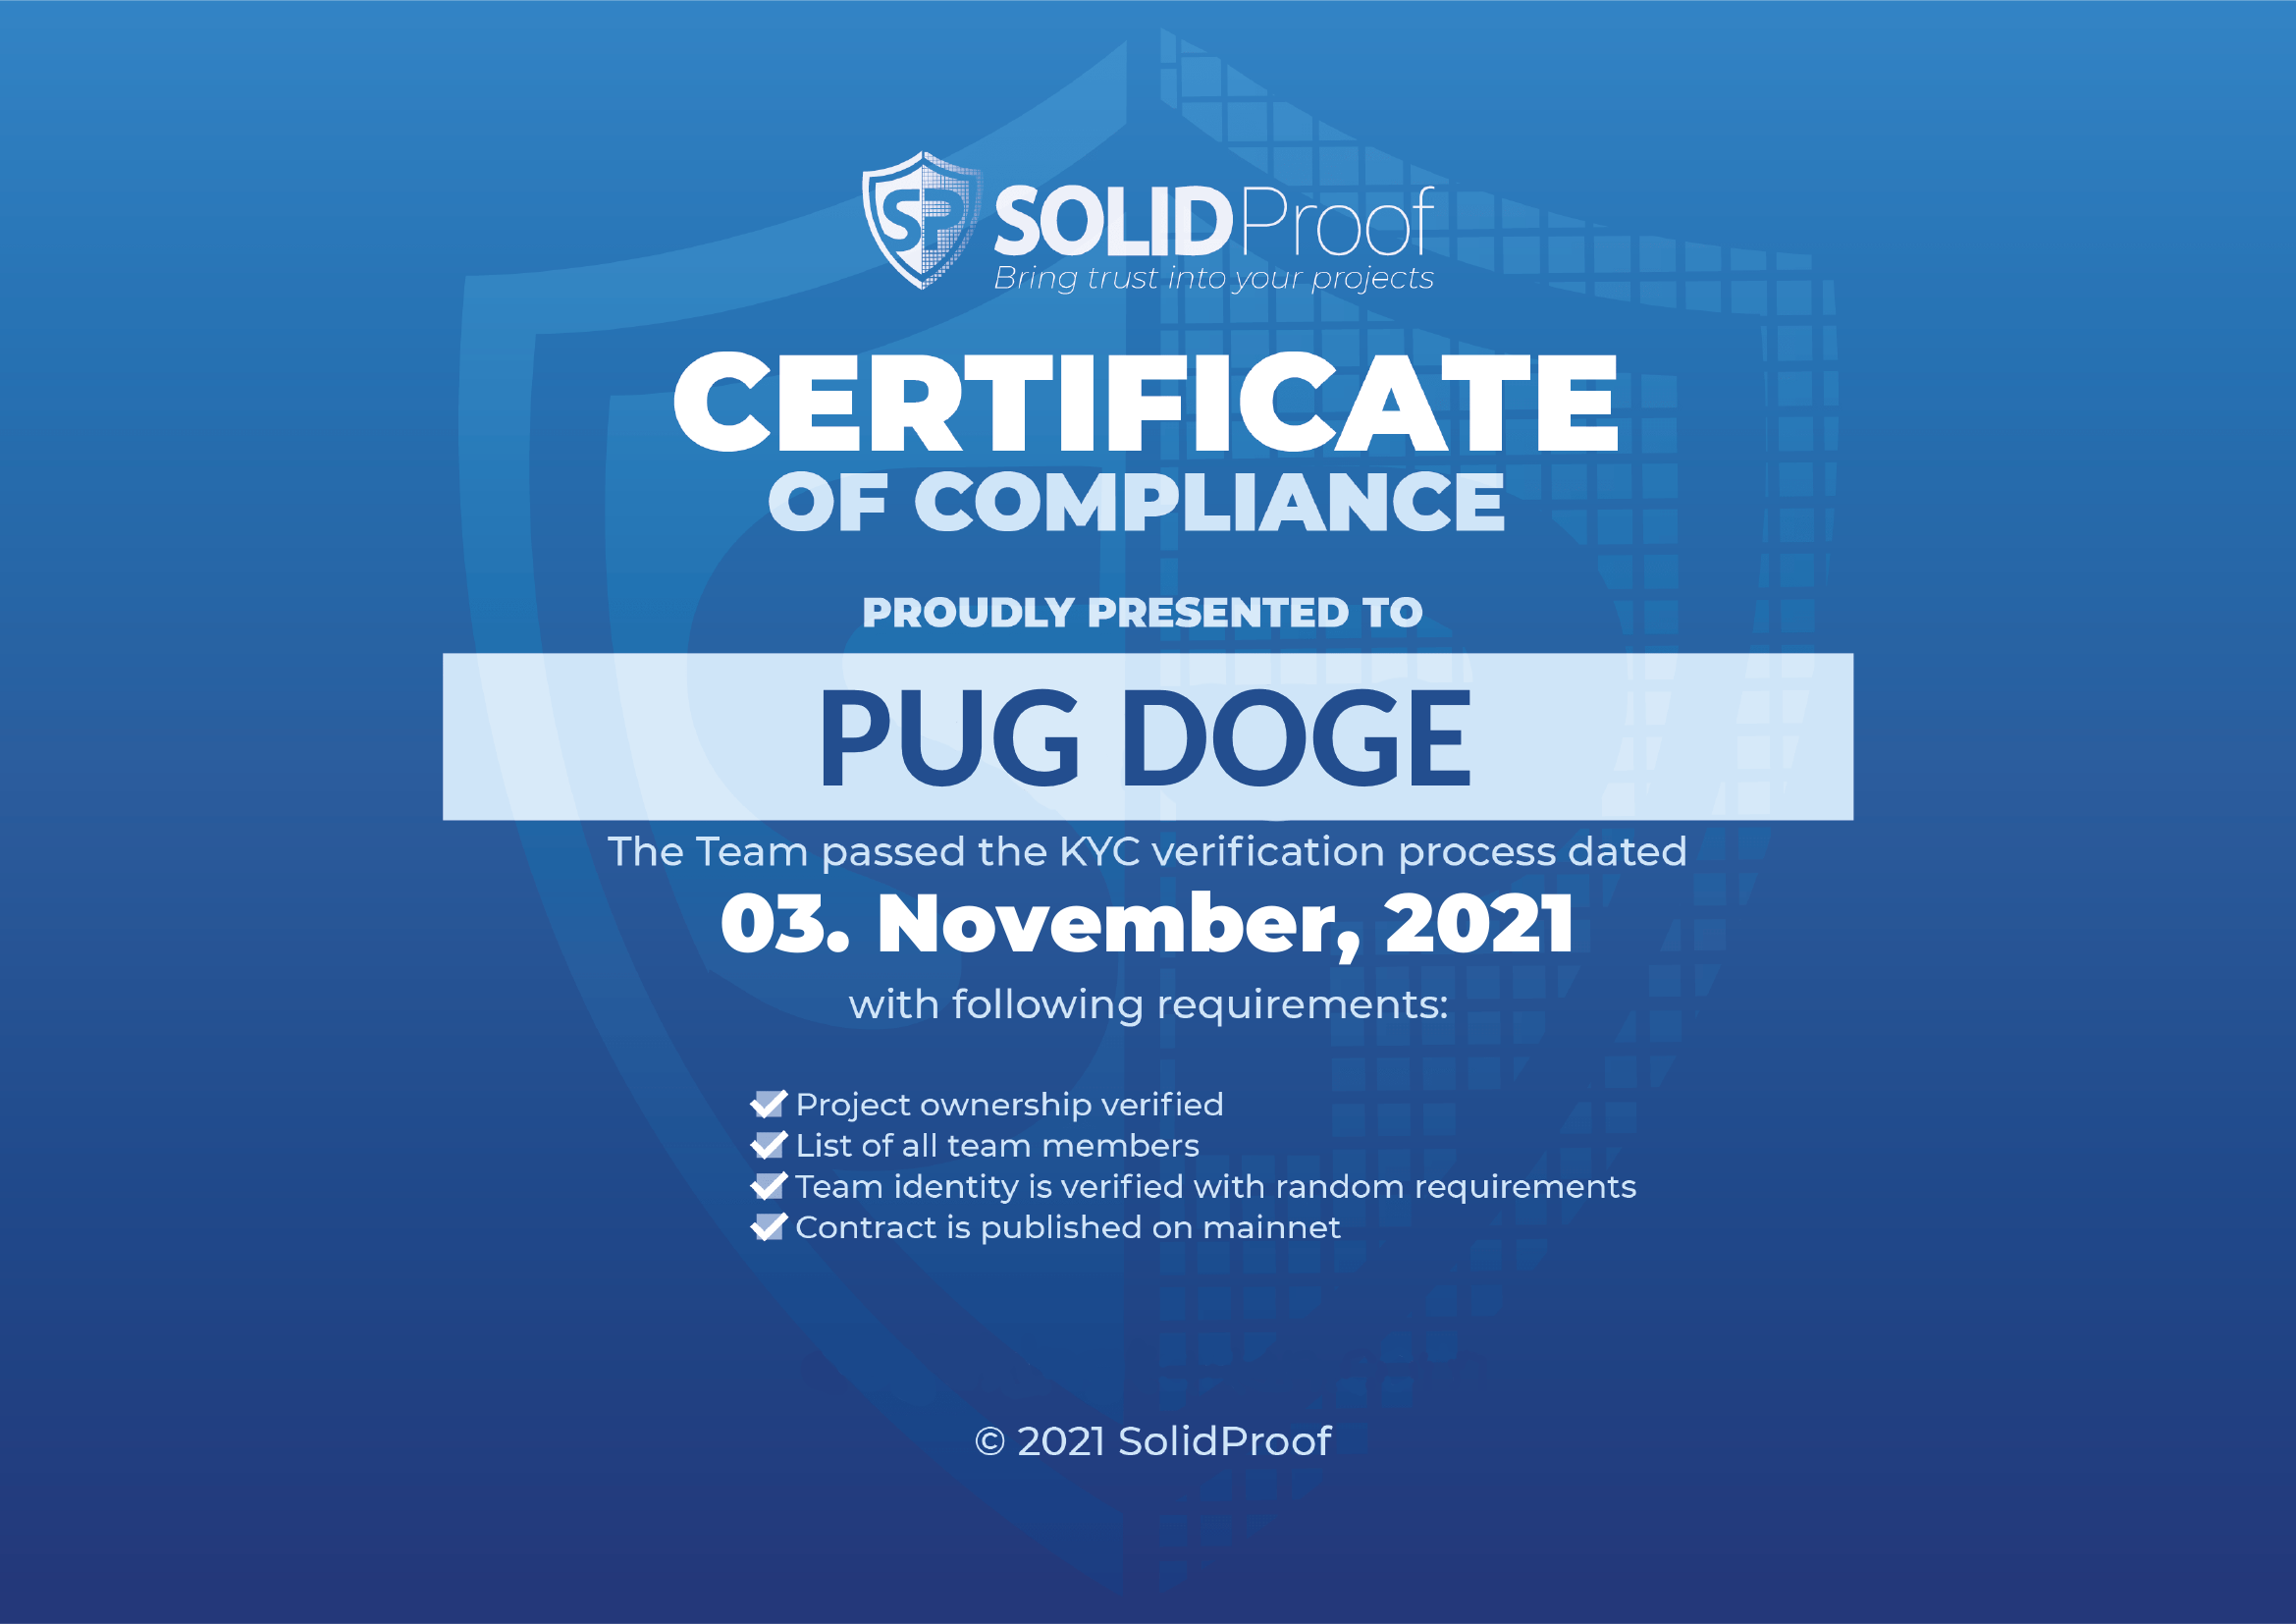 SP SOLIDProof
Bring trust into your projects
CERTIFICATE
OF COMPLIANCE
PROUDLY PRESENTED TO
PUG DOGE
The Team passed the KYC verification process dated
03. November, 2021
with following requirements:
Project ownership verified
List of all team members
Team identity is verified with random requirements
Contract is published on mainnet
© 2021 SolidProof